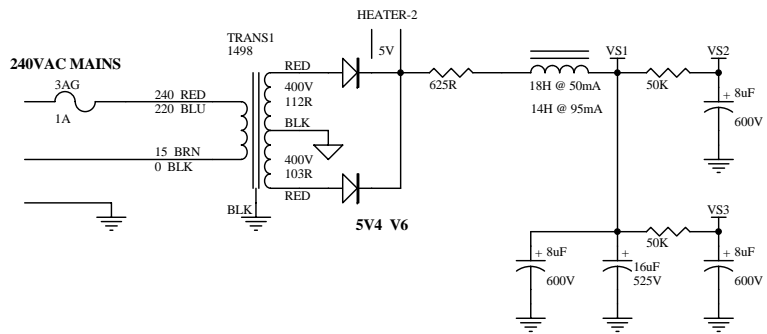 HEATER-2
TRANS1
1498
5V
240VAC MAINS
3AG
1A
240 RED
220 BLU
15 BRN
0 BLK
RED
400V
112R
BLK
400V
103R
RED
BLK
5V4 V6
625R
18H @ 50mA
14H @ 95mA
VS1
50K
VS2
+ 8uF
600V
VS3
50K
+ 8uF
600V
+
16uF
525V
+ 8uF
600V